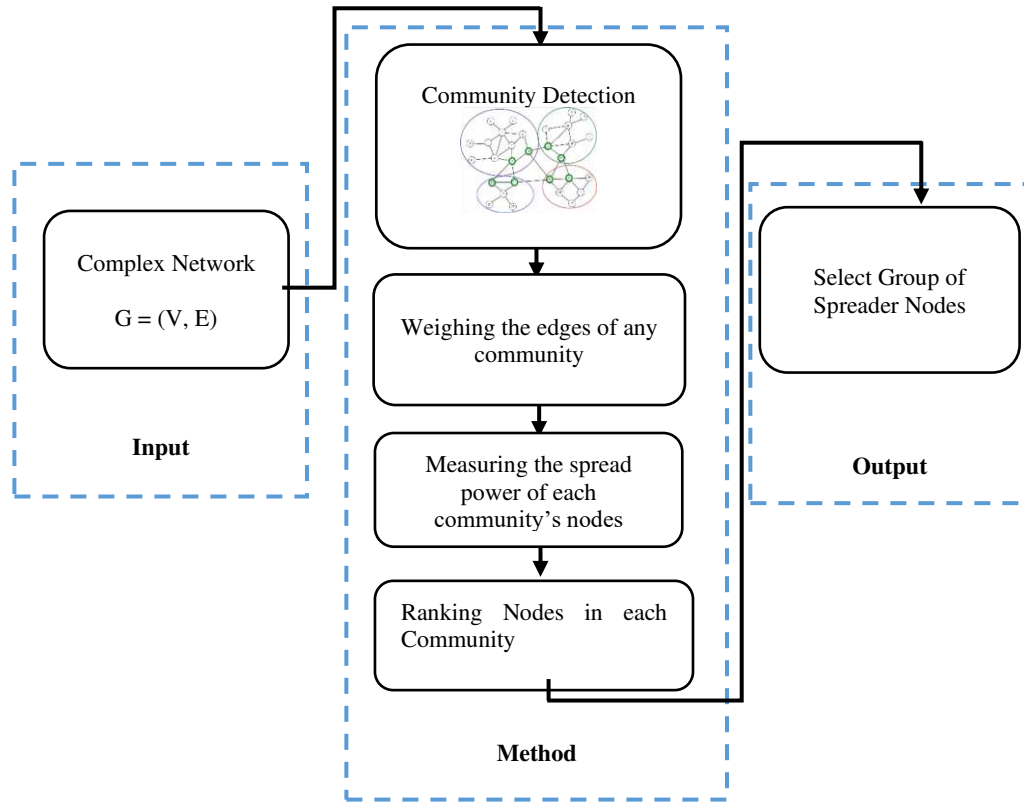 Complex Network
G = (V, E)
Input
Community Detection
Weighing the edges of any
community
Measuring the spread
power of each
community’s nodes
Ranking Nodes in each
Community
Method
Select Group of
Spreader Nodes
Output